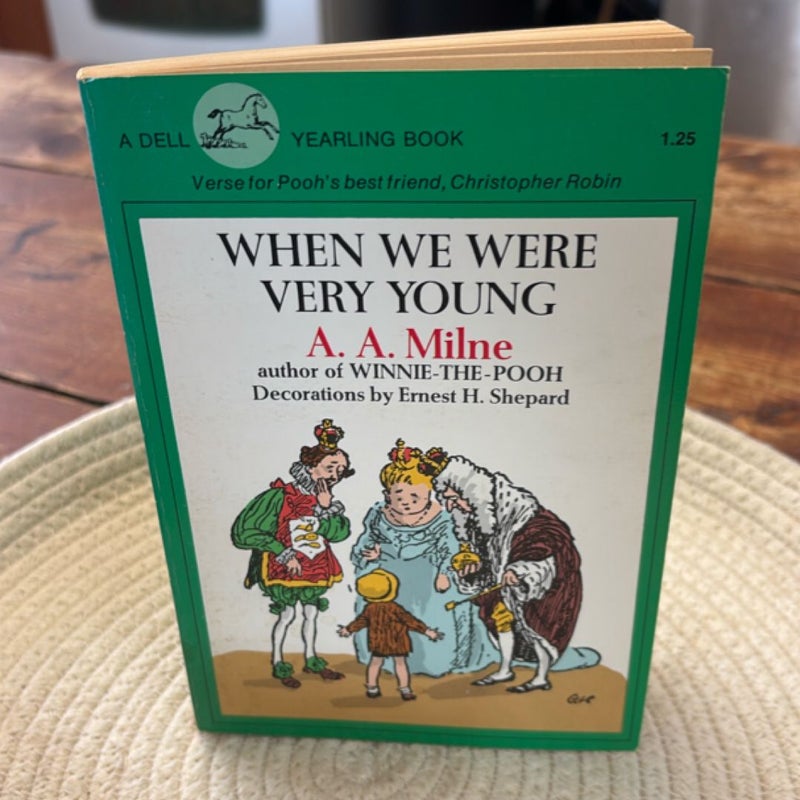 A DELL YEARLING BOOK 1.25
Verse for Pooh's best friend, Christopher Robin
WHEN WE WERE
VERY YOUNG
A. A. Milne
author of WINNIE-THE-POOH
Decorations by Ernest H. Shepard